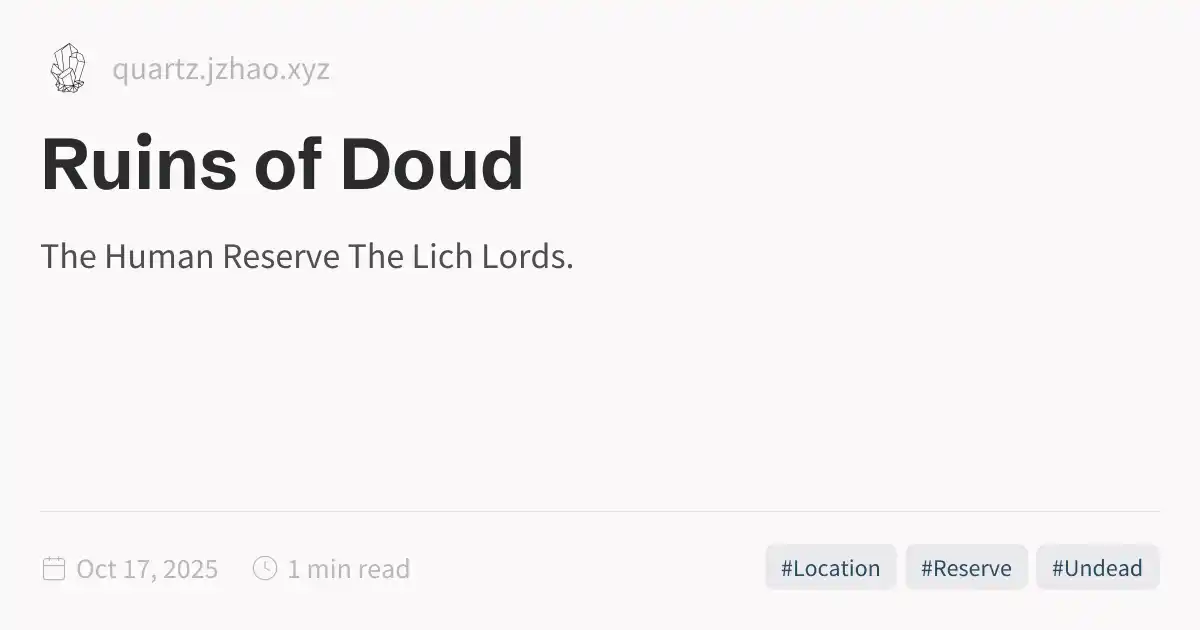 quartz.jzhao.xyz
Ruins of Doud
The Human Reserve The Lich Lords.
Oct 17, 2025 1 min read #Location #Reserve #Undead